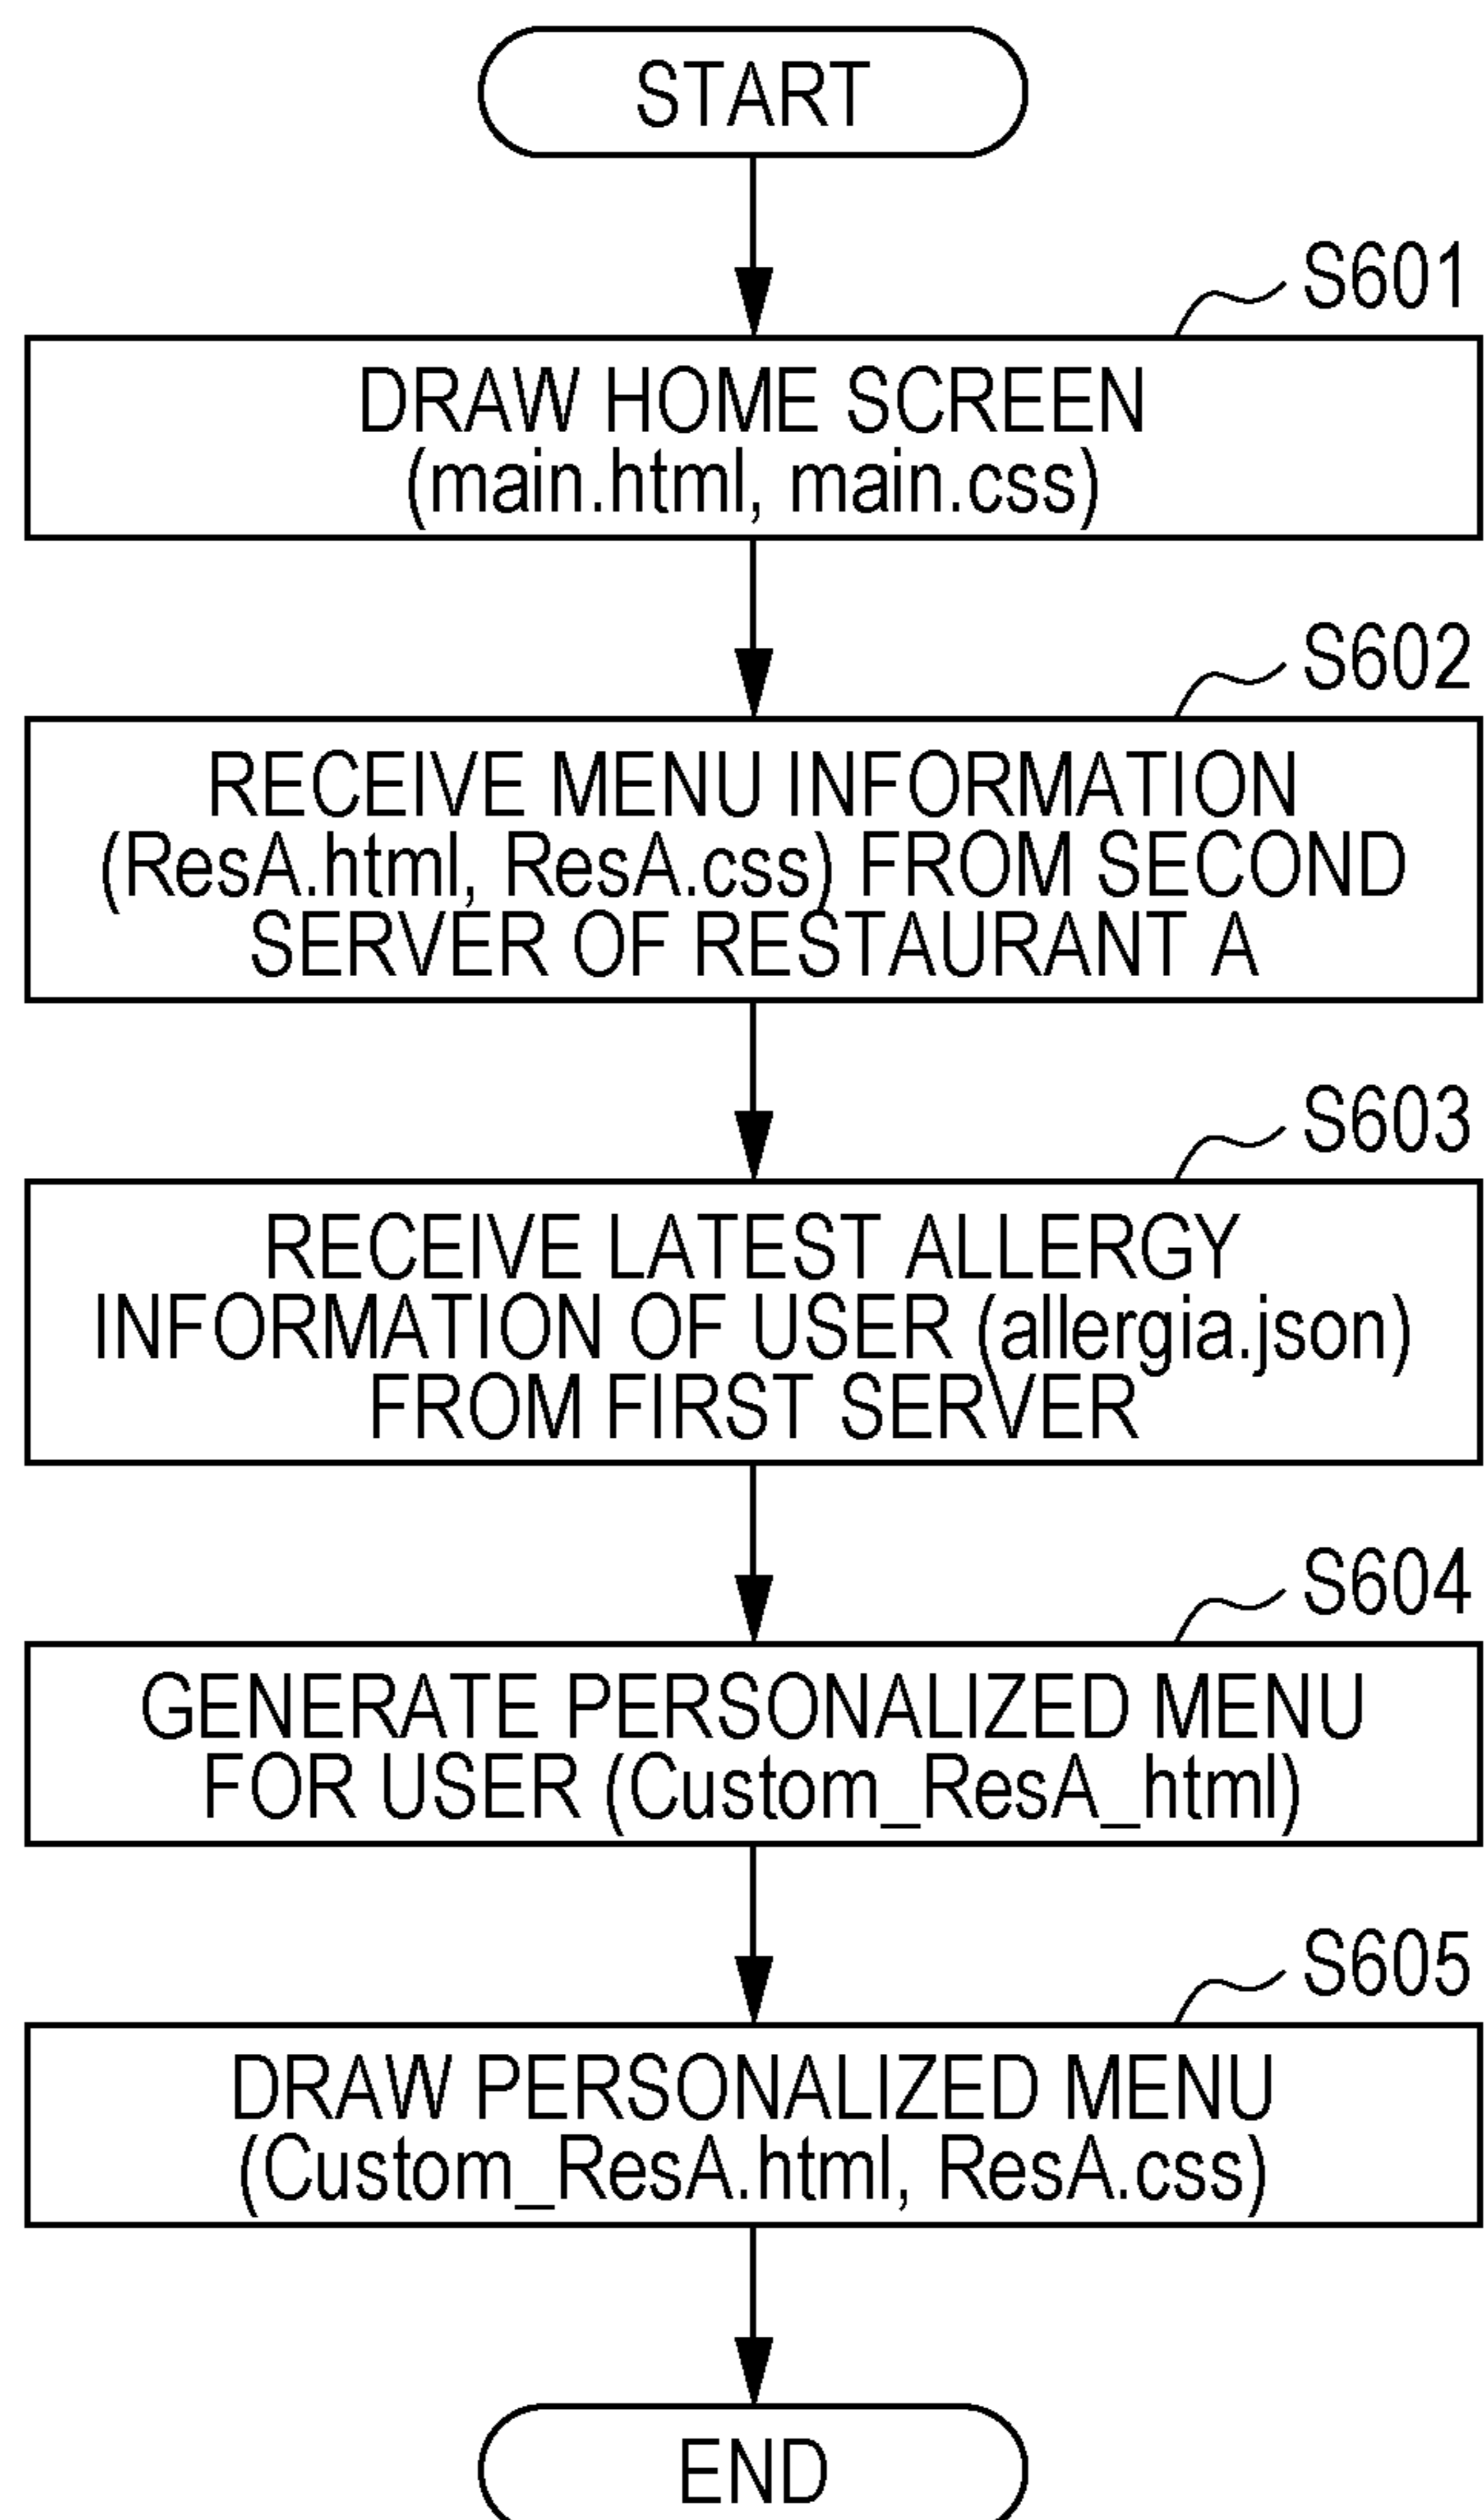 START
S601
DRAW HOME SCREEN
(main.html, main.css)
S602
RECEIVE MENU INFORMATION
(ResA.html, ResA.css) FROM SECOND
SERVER OF RESTAURANT A
S603
RECEIVE LATEST ALLERGY
INFORMATION OF USER (allergia.json)
FROM FIRST SERVER
S604
GENERATE PERSONALIZED MENU
FOR USER (Custom_ResA_html)
S605
DRAW PERSONALIZED MENU
(Custom_ResA.html, ResA.css)
END